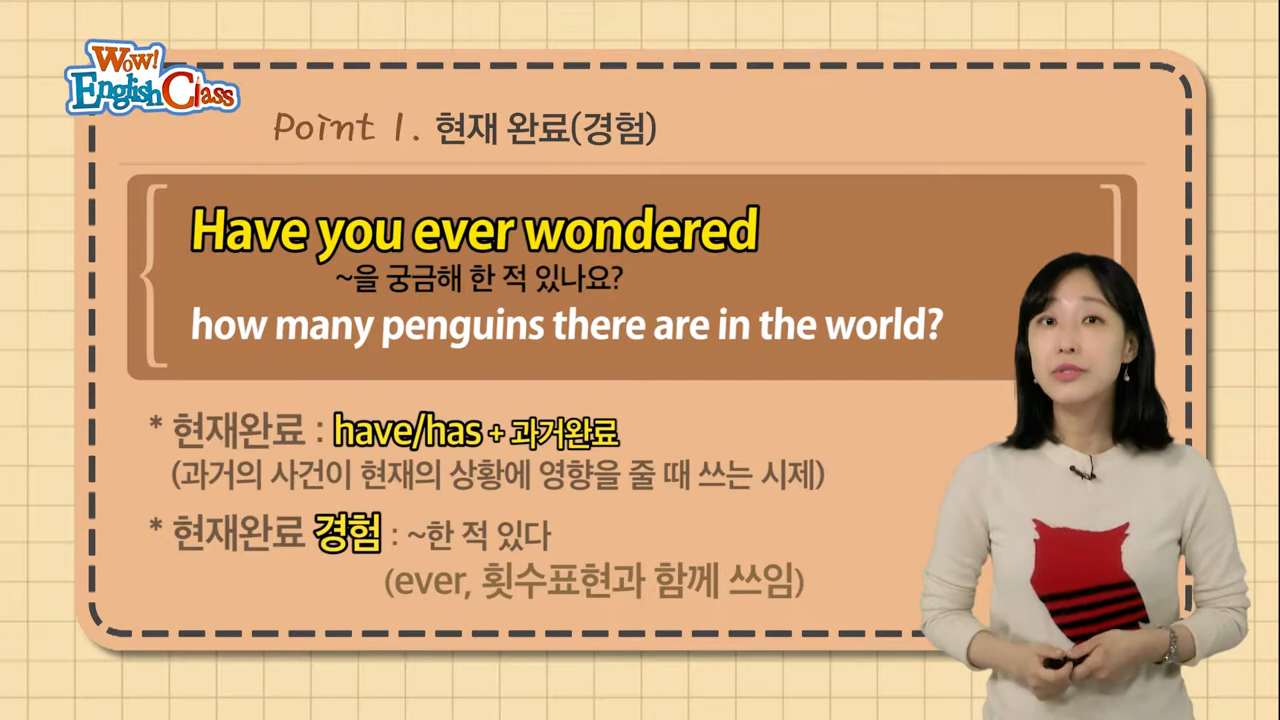 Wow!
English Class
Point 1. 현재 완료(경험)
Have you ever wondered
~을 궁금해 한 적 있나요?
how many penguins there are in the world?
* 현재완료 : have/has + 과거완료
(과거의 사건이 현재의 상황에 영향을 줄 때 쓰는 시제)
* 현재완료 경험 : ~한 적 있다
(ever, 횟수표현과 함께 쓰임)